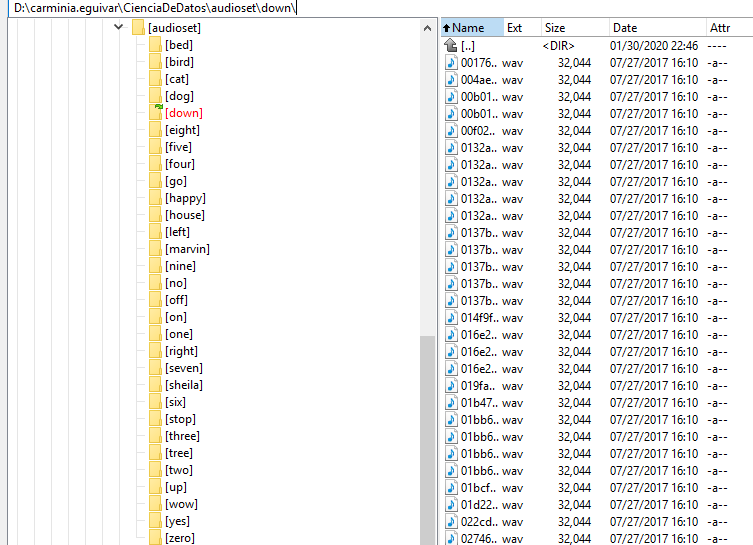 D:\carminia.eguivar\CienciaDeDatos\audioset\down\
[audioset]
[bed]
[bird]
[cat]
[dog]
[down]
[eight]
[five]
[four]
[go]
[happy]
[house]
[left]
[marvin]
[nine]
[no]
[off]
[on]
[one]
[right]
[seven]
[sheila]
[six]
[stop]
[three]
[tree]
[two]
[up]
[wow]
[yes]
[zero]
Name Ext Size Date Attr
[..] <DIR> 01/30/2020 22:46 ----
00176.. wav 32,044 07/27/2017 16:10 -a--
004ae.. wav 32,044 07/27/2017 16:10 -a--
00b01.. wav 32,044 07/27/2017 16:10 -a--
00b01.. wav 32,044 07/27/2017 16:10 -a--
00f02.. wav 32,044 07/27/2017 16:10 -a--
0132a.. wav 32,044 07/27/2017 16:10 -a--
0132a.. wav 32,044 07/27/2017 16:10 -a--
0132a.. wav 32,044 07/27/2017 16:10 -a--
0132a.. wav 32,044 07/27/2017 16:10 -a--
0132a.. wav 32,044 07/27/2017 16:10 -a--
0137b.. wav 32,044 07/27/2017 16:10 -a--
0137b.. wav 32,044 07/27/2017 16:10 -a--
0137b.. wav 32,044 07/27/2017 16:10 -a--
0137b.. wav 32,044 07/27/2017 16:10 -a--
0137b.. wav 32,044 07/27/2017 16:10 -a--
014f9f.. wav 32,044 07/27/2017 16:10 -a--
016e2.. wav 32,044 07/27/2017 16:10 -a--
016e2.. wav 32,044 07/27/2017 16:10 -a--
016e2.. wav 32,044 07/27/2017 16:10 -a--
019fa.. wav 32,044 07/27/2017 16:10 -a--
01b47.. wav 32,044 07/27/2017 16:10 -a--
01bb6.. wav 32,044 07/27/2017 16:10 -a--
01bb6.. wav 32,044 07/27/2017 16:10 -a--
01bb6.. wav 32,044 07/27/2017 16:10 -a--
01bb6.. wav 32,044 07/27/2017 16:10 -a--
01bcf.. wav 32,044 07/27/2017 16:10 -a--
01d22.. wav 32,044 07/27/2017 16:10 -a--
022cd.. wav 32,044 07/27/2017 16:10 -a--
02746.. wav 32,044 07/27/2017 16:10 -a--